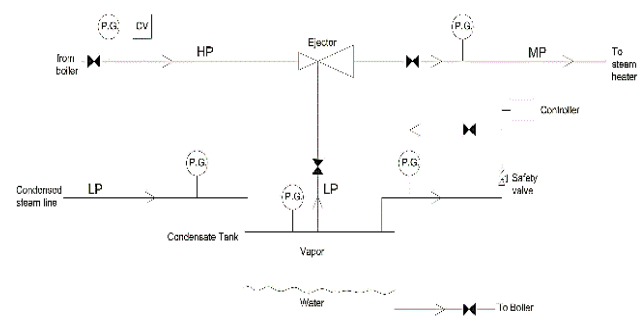 P.G.
CV
P.G.
from
boiler
HP
Ejector
MP
To
steam
heater
Controller
P.G.
P.G.
Condensed
steam line
LP
P.G.
LP
Safety
valve
Condensate Tank
Vapor
Water
To Boiler